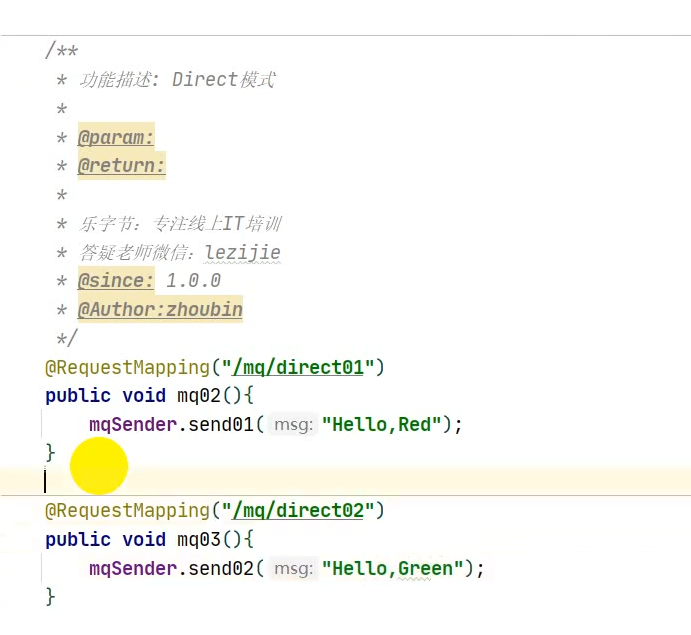 /**
 * 功能描述: Direct模式
 *
 * @param:
 * @return:
 *
 * 乐字节：专注线上IT培训
 * 答疑老师微信：lezijie
 * @since: 1.0.0
 * @Author:zhoubin
 */
@RequestMapping("/mq/direct01")
public void mq02(){
    mqSender.send01( msg: "Hello,Red");
}
@RequestMapping("/mq/direct02")
public void mq03(){
    mqSender.send02( msg: "Hello,Green");
}